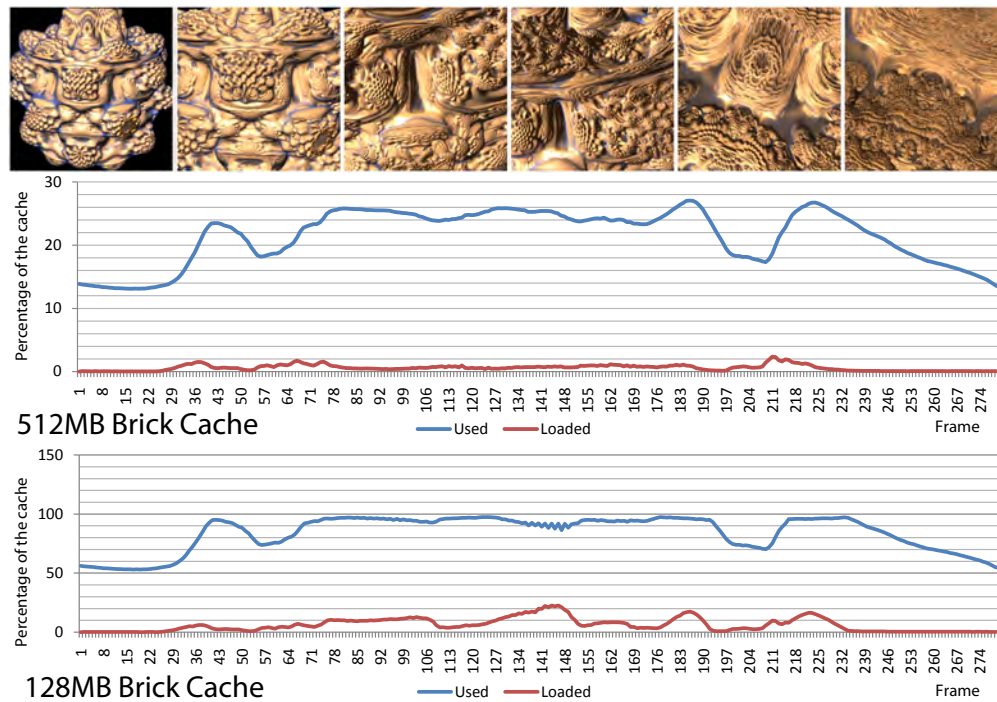 Percentage of the cache
30
20
10
0
1 8 15 22 29 36 43 50 57 64 71 78 85 92 99 106 113 120 127 134 141 148 155 162 169 176 183 190 197 204 211 218 225 232 239 246 253 260 267 274
512MB Brick Cache
Used Loaded
Frame
Percentage of the cache
150
100
50
0
1 8 15 22 29 36 43 50 57 64 71 78 85 92 99 106 113 120 127 134 141 148 155 162 169 176 183 190 197 204 211 218 225 232 239 246 253 260 267 274
128MB Brick Cache
Used Loaded
Frame